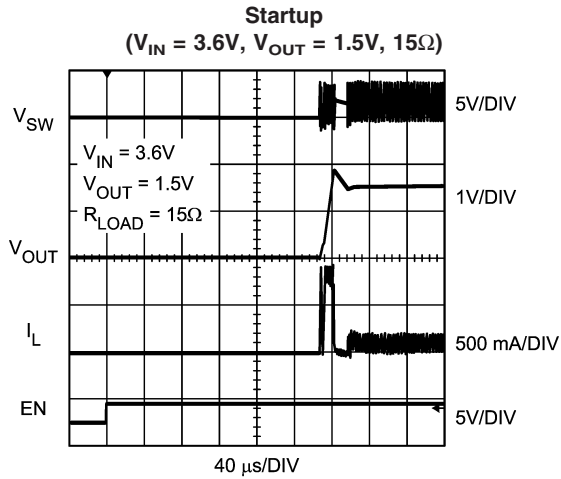 Startup
(VIN = 3.6V, VOUT = 1.5V, 15Ω)
VSW
5V/DIV
VIN = 3.6V
VOUT = 1.5V
RLOAD = 15Ω
1V/DIV
VOUT
IL
500 mA/DIV
EN
5V/DIV
40 μs/DIV